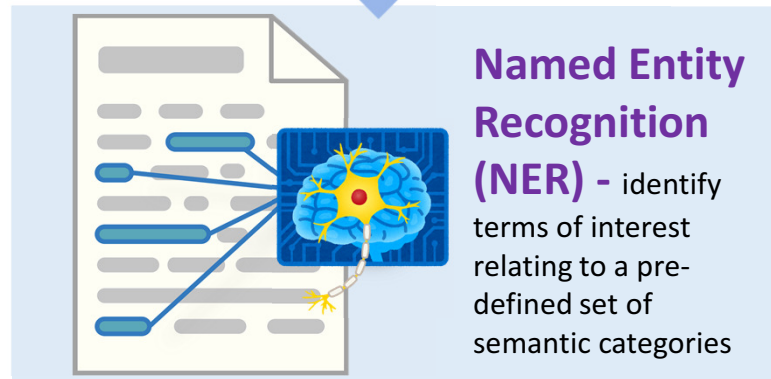 Named Entity
Recognition
(NER) - identify
terms of interest
relating to a pre-
defined set of
semantic categories